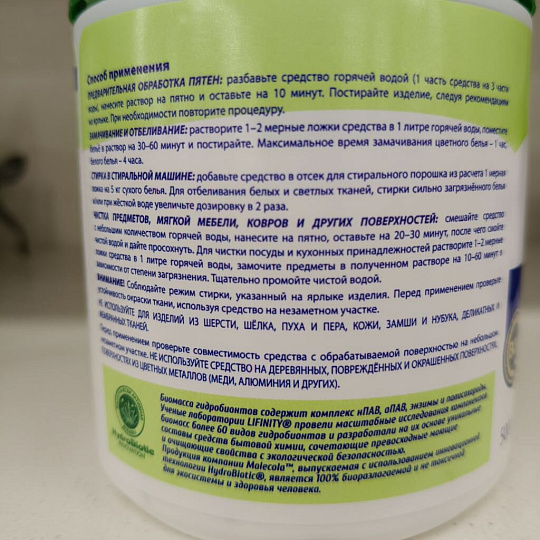 Способ применения
ПРЕДВАРИТЕЛЬНАЯ ОБРАБОТКА ПЯТЕН: разбавьте средство горячей водой (1 часть средства на 3 части
воды), нанесите раствор на пятно и оставьте на 10 минут. Постирайте изделие, следуя рекомендациям
на ярлыке. При необходимости повторите процедуру.
ЗАМАЧИВАНИЕ И ОТБЕЛИВАНИЕ: растворите 1–2 мерные ложки средства в 1 литре горячей воды, поместите
бельё в раствор на 30–60 минут и постирайте. Максимальное время замачивания цветного белья – 1 час,
белого белья – 4 часа.
СТИРКА В СТИРАЛЬНОЙ МАШИНЕ: добавьте средство в отсек для стирального порошка из расчета 1 мерная
ложка на 5 кг сухого белья. Для отбеливания белых и светлых тканей, стирки сильно загрязнённого белья
и/или при жёсткой воде увеличьте дозировку в 2 раза.
ЧИСТКА ПРЕДМЕТОВ, МЯГКОЙ МЕБЕЛИ, КОВРОВ И ДРУГИХ ПОВЕРХНОСТЕЙ: смешайте средство
с небольшим количеством горячей воды, нанесите на пятно, оставьте на 20–30 минут, после чего смойте
чистой водой и дайте просохнуть. Для чистки посуды и кухонных принадлежностей растворите 1–2 мерные
ложки средства в 1 литре горячей воды, замочите предметы в полученном растворе на 10–60 минут в
зависимости от степени загрязнения. Тщательно промойте чистой водой.
ВНИМАНИЕ! Соблюдайте режим стирки, указанный на ярлыке изделия. Перед применением проверьте
устойчивость окраски ткани, используя средство на незаметном участке.
НЕ ИСПОЛЬЗУЙТЕ ДЛЯ ИЗДЕЛИЙ ИЗ ШЕРСТИ, ШЁЛКА, ПУХА И ПЕРА, КОЖИ, ЗАМШИ И НУБУКА, ДЕЛИКАТНЫХ И
МЕМБРАННЫХ ТКАНЕЙ.
Перед применением проверьте совместимость средства с обрабатываемой поверхностью на небольшом,
незаметном участке. НЕ ИСПОЛЬЗУЙТЕ СРЕДСТВО НА ДЕРЕВЯННЫХ, ПОВРЕЖДЁННЫХ И ОКРАШЕННЫХ ПОВЕРХНОСТЯХ,
ПОВЕРХНОСТЯХ ИЗ ЦВЕТНЫХ МЕТАЛЛОВ (МЕДИ, АЛЮМИНИЯ И ДРУГИХ).
HydroBiotic
Биомасса гидробионтов содержит комплекс нПАВ, аПАВ, энзимы и полисахариды.
Ученые лаборатории LIFINITY® провели масштабные исследования компонентов
биомасс более 60 видов гидробионтов и разработали на их основе уникальные
составы средств бытовой химии, сочетающие превосходные моющие
и очищающие свойства с экологической безопасностью.
Продукция компании Molecola™, выпускаемая с использованием инновационной
технологии HydroBiotic®, является 100% биоразлагаемой и не токсичной
для экосистемы и здоровья человека.